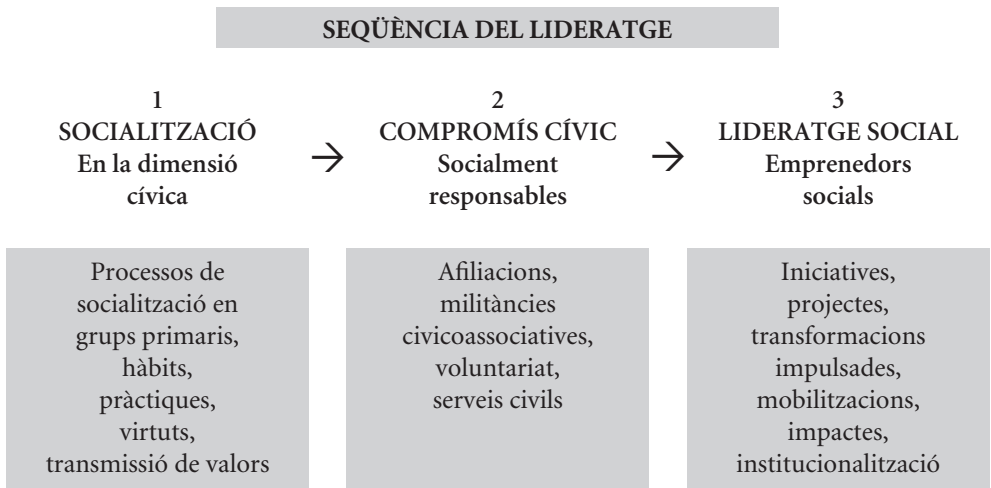 SEQÜÈNCIA DEL LIDERATGE
1
SOCIALITZACIÓ
En la dimensió
cívica
→
2
COMPROMÍS CÍVIC
Socialment
responsables
→
3
LIDERATGE SOCIAL
Emprenedors
socials
Processos de
socialització en
grups primaris,
hàbits,
pràctiques,
virtuts,
transmissió de valors
Afiliacions,
militàncies
civicoassociatives,
voluntariat,
serveis civils
Iniciatives,
projectes,
transformacions
impulsades,
mobilitzacions,
impactes,
institucionalització